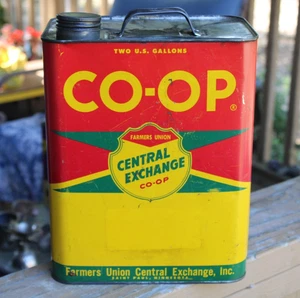 TWO U.S. GALLONS
CO-OP®
FARMERS UNION
CENTRAL
EXCHANGE
CO-OP
Farmers Union Central Exchange, Inc.
SAINT PAUL, MINNESOTA